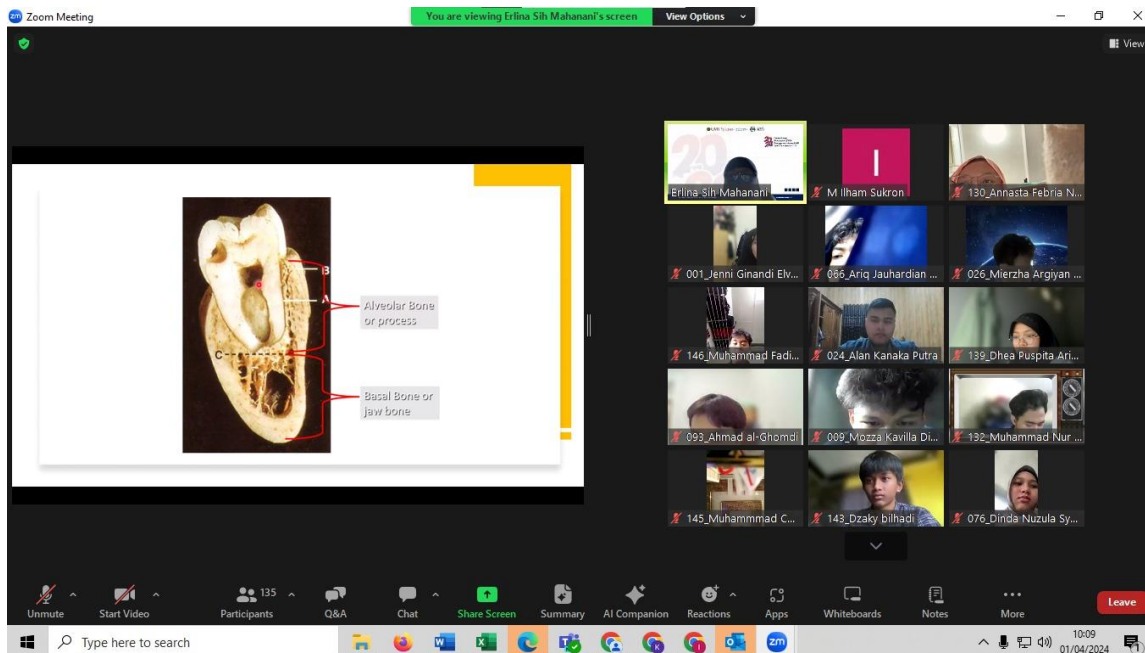 Zoom Meeting
You are viewing Erlina Sih Mahanani's screen
View Options
View
B
A
C
Alveolar Bone
or process
Basal Bone or
jaw bone
Erlina Sih Mahanani
M Ilham Sukron
130_Annasta Febria N...
001_Jenni Ginandi Elv...
066_Ariq Jauhardian ...
026_Mierzha Argiyan ...
146_Muhammad Fadi...
024_Alan Kanaka Putra
139_Dhea Puspita Ari...
093_Ahmad al-Ghomdi
009_Mozza Kavilla Di...
132_Muhammad Nur ...
145_Muhammmad C...
143_Dzaky bilhadi
076_Dinda Nuzula Sy...
Unmute
Start Video
135
Participants
Q&A
Chat
Share Screen
Summary
AI Companion
Reactions
Apps
Whiteboards
Notes
More
Leave
Type here to search
10:09
01/04/2024